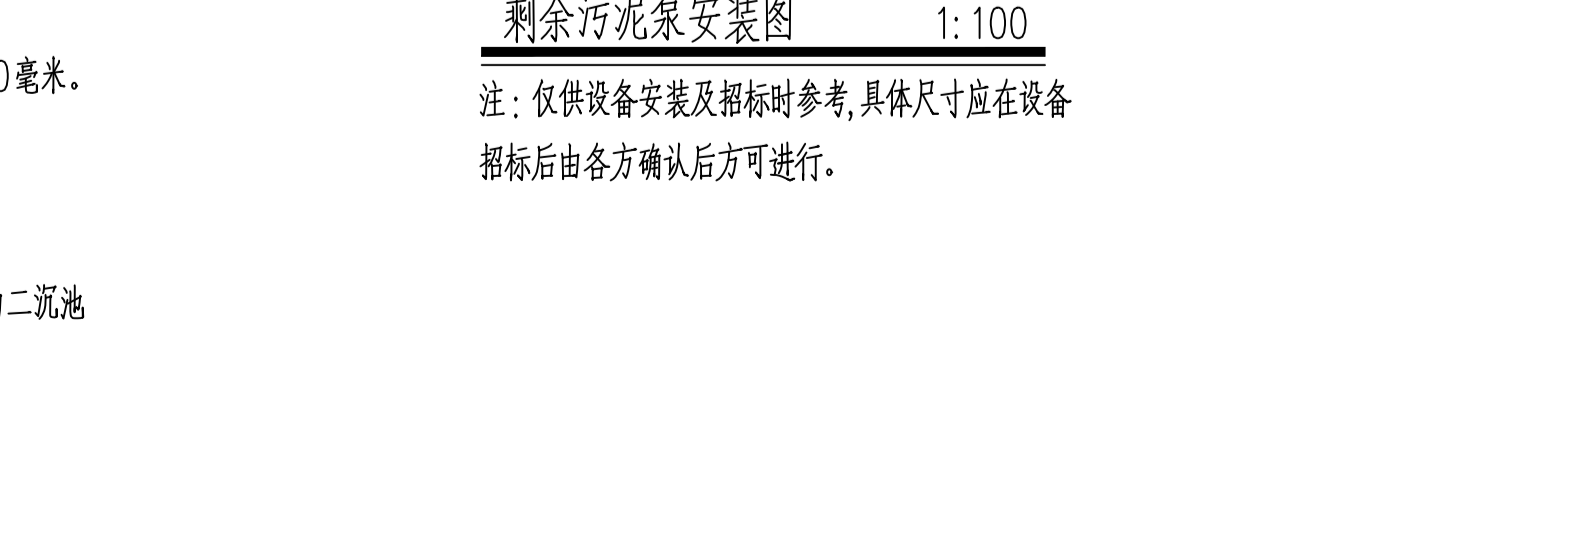 剩余污泥泵安装图 1:100
0毫米。
注：仅供设备安装及招标时参考,具体尺寸应在设备
招标后由各方确认后方可进行。
二沉池